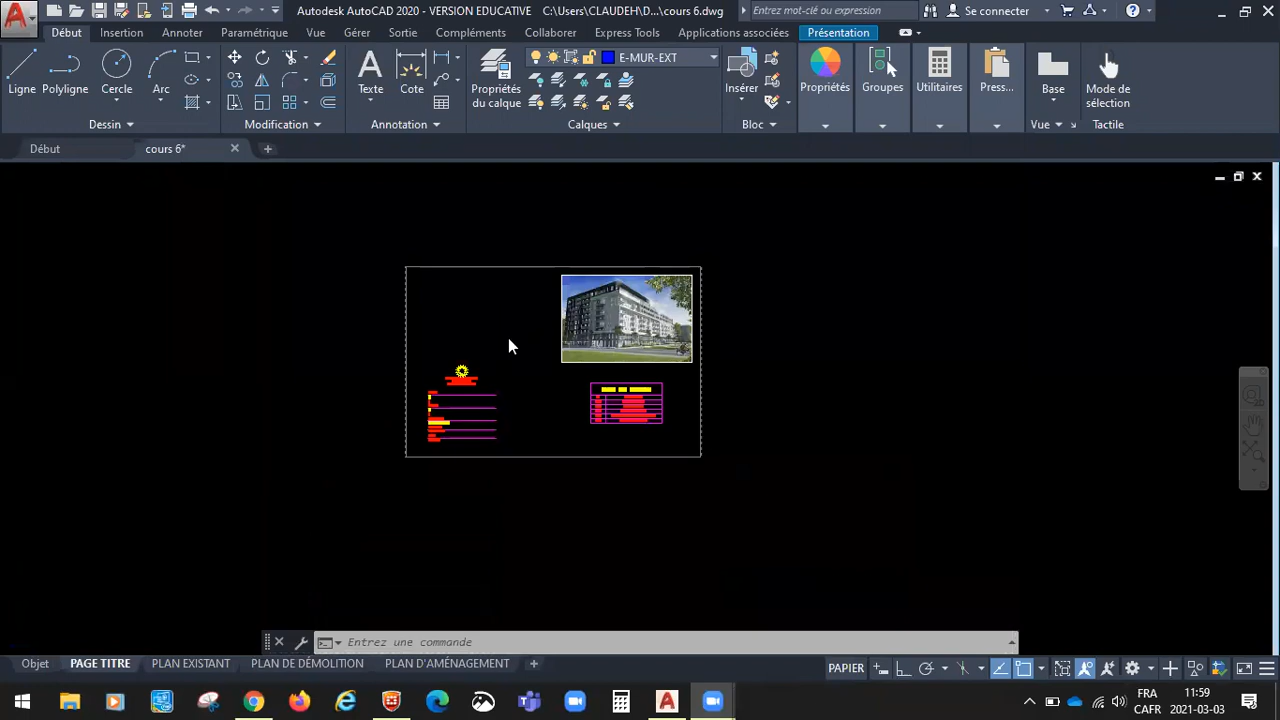 Autodesk AutoCAD 2020 - VERSION EDUCATIVE C:\Users\CLAUDEH\D...\cours 6.dwg
Entrez mot-clé ou expression
Se connecter
Début Insertion Annoter Paramétrique Vue Gérer Sortie Compléments Collaborer Express Tools Applications associées Présentation
E-MUR-EXT
Ligne Polyligne Cercle Arc
Texte Cote
Propriétés du calque
Insérer
Propriétés Groupes Utilitaires Press... Base
Mode de sélection
Dessin Modification Annotation Calques Bloc Vue Tactile
Début cours 6*
Entrez une commande
Objet PAGE TITRE PLAN EXISTANT PLAN DE DÉMOLITION PLAN D'AMÉNAGEMENT
PAPIER
FRA
CAFR
11:59
2021-03-03